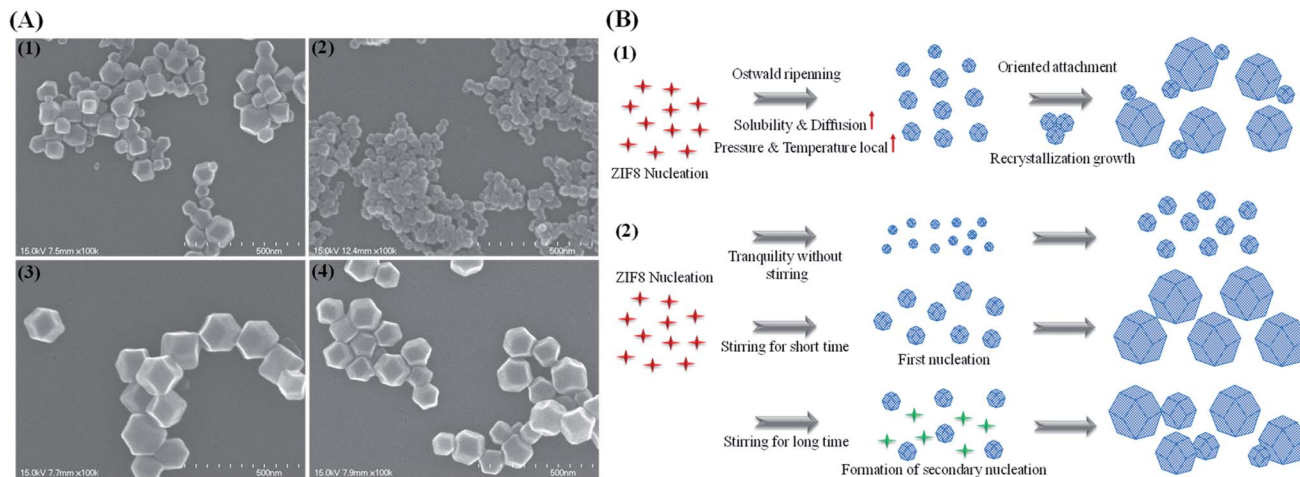 (A)
(1)
15.0kV 7.5mm x100k
500nm
(2)
15.0kV 12.4mm x100k
500nm
(3)
15.0kV 7.7mm x100k
500nm
(4)
15.0kV 7.9mm x100k
500nm
(B)
(1)
ZIF8 Nucleation
Ostwald ripenning
Solubility & Diffusion
Pressure & Temperature local
Oriented attachment
Recrystallization growth
(2)
ZIF8 Nucleation
Tranquility without
stirring
Stirring for short time
First nucleation
Stirring for long time
Formation of secondary nucleation